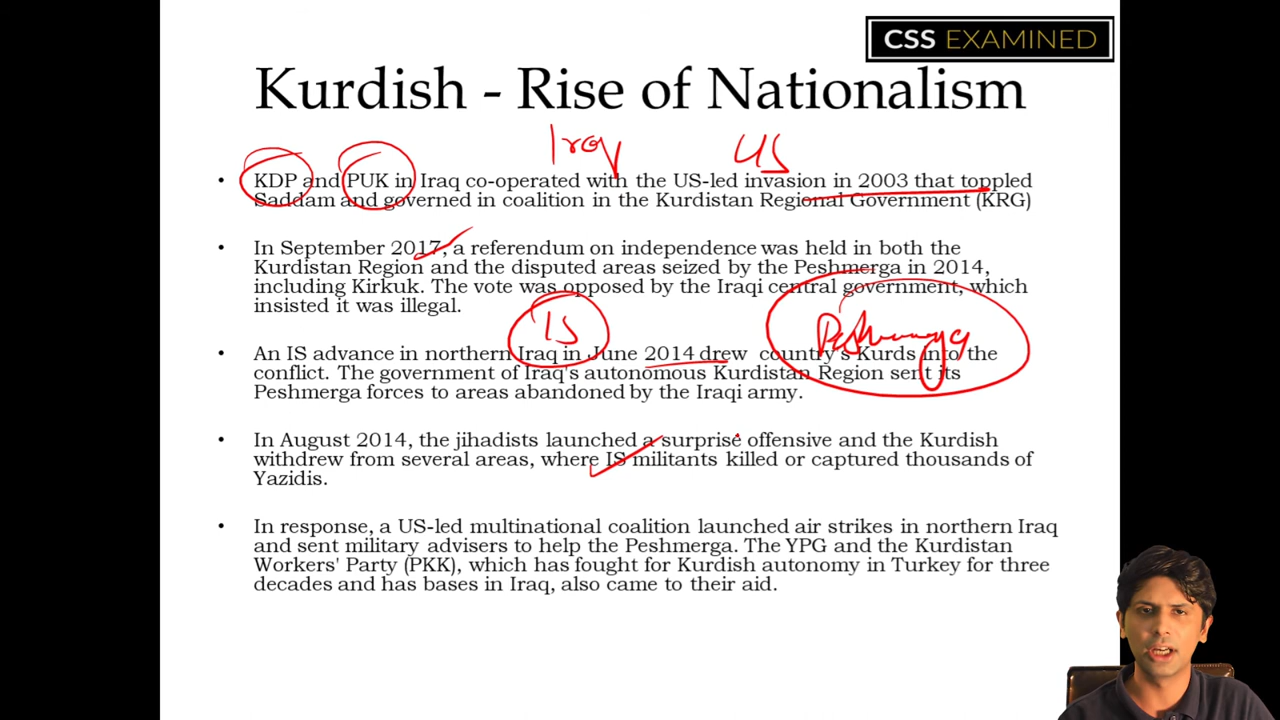 CSS EXAMINED
Kurdish - Rise of Nationalism
Iraq US
• KDP and PUK in Iraq co-operated with the US-led invasion in 2003 that toppled
Saddam and governed in coalition in the Kurdistan Regional Government (KRG)
• In September 2017, a referendum on independence was held in both the
Kurdistan Region and the disputed areas seized by the Peshmerga in 2014,
including Kirkuk. The vote was opposed by the Iraqi central government, which
insisted it was illegal.
IS Peshmerga
• An IS advance in northern Iraq in June 2014 drew country's Kurds into the
conflict. The government of Iraq's autonomous Kurdistan Region sent its
Peshmerga forces to areas abandoned by the Iraqi army.
• In August 2014, the jihadists launched a surprise offensive and the Kurdish
withdrew from several areas, where IS militants killed or captured thousands of
Yazidis.
• In response, a US-led multinational coalition launched air strikes in northern Iraq
and sent military advisers to help the Peshmerga. The YPG and the Kurdistan
Workers' Party (PKK), which has fought for Kurdish autonomy in Turkey for three
decades and has bases in Iraq, also came to their aid.